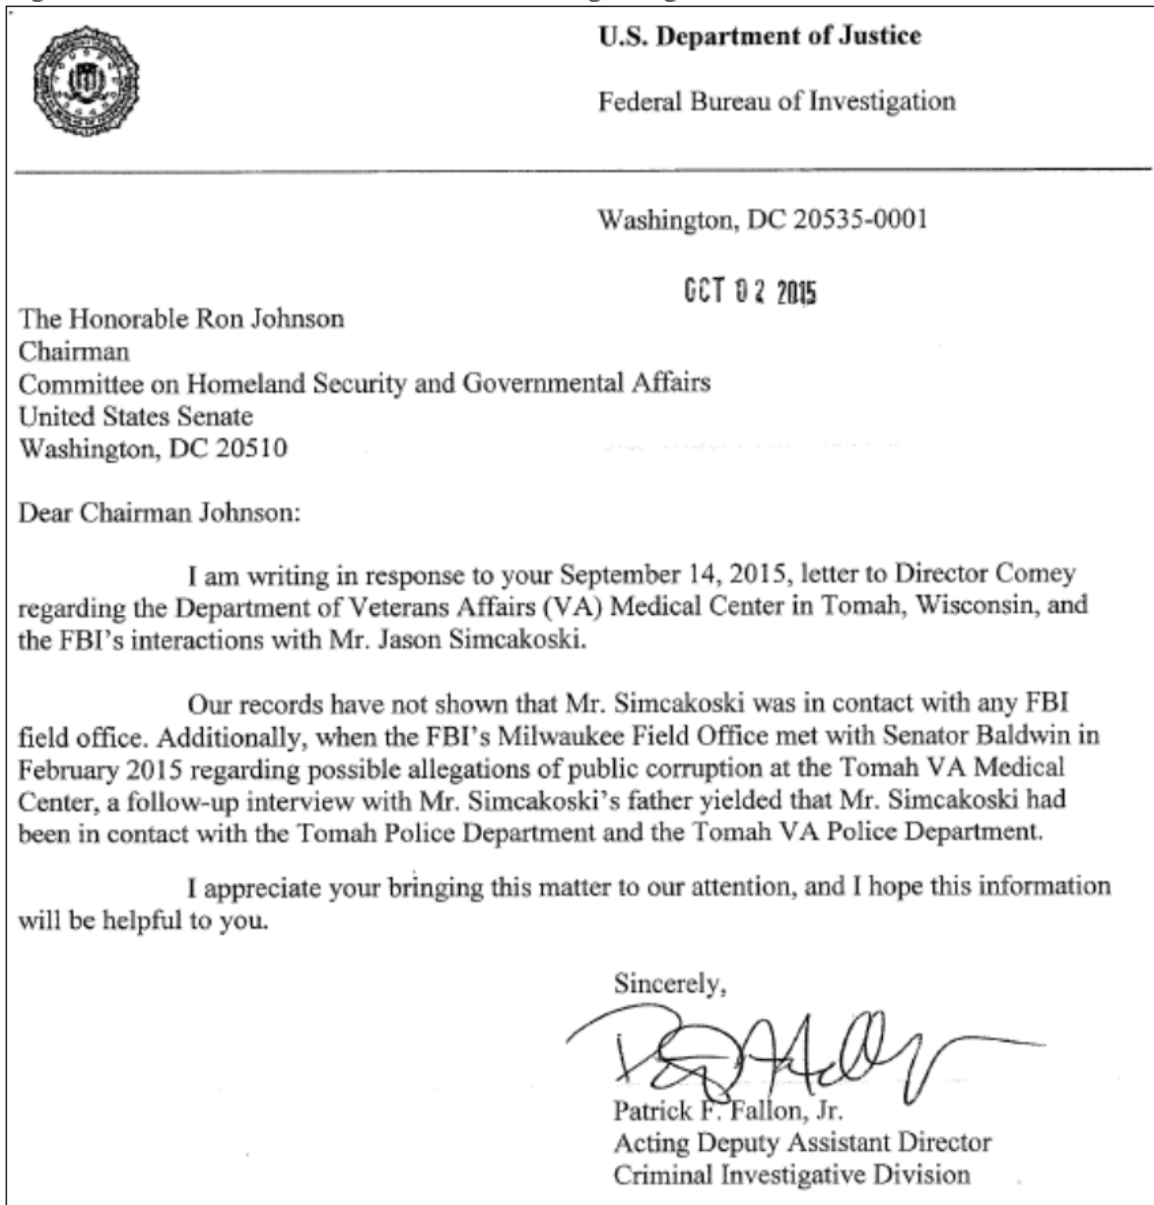 U.S. Department of Justice
Federal Bureau of Investigation
Washington, DC 20535-0001
OCT 02 2015
The Honorable Ron Johnson
Chairman
Committee on Homeland Security and Governmental Affairs
United States Senate
Washington, DC 20510
Dear Chairman Johnson:
I am writing in response to your September 14, 2015, letter to Director Comey
regarding the Department of Veterans Affairs (VA) Medical Center in Tomah, Wisconsin, and
the FBI's interactions with Mr. Jason Simcakoski.
Our records have not shown that Mr. Simcakoski was in contact with any FBI
field office. Additionally, when the FBI's Milwaukee Field Office met with Senator Baldwin in
February 2015 regarding possible allegations of public corruption at the Tomah VA Medical
Center, a follow-up interview with Mr. Simcakoski's father yielded that Mr. Simcakoski had
been in contact with the Tomah Police Department and the Tomah VA Police Department.
I appreciate your bringing this matter to our attention, and I hope this information
will be helpful to you.
Sincerely,
Patrick F. Fallon, Jr.
Acting Deputy Assistant Director
Criminal Investigative Division